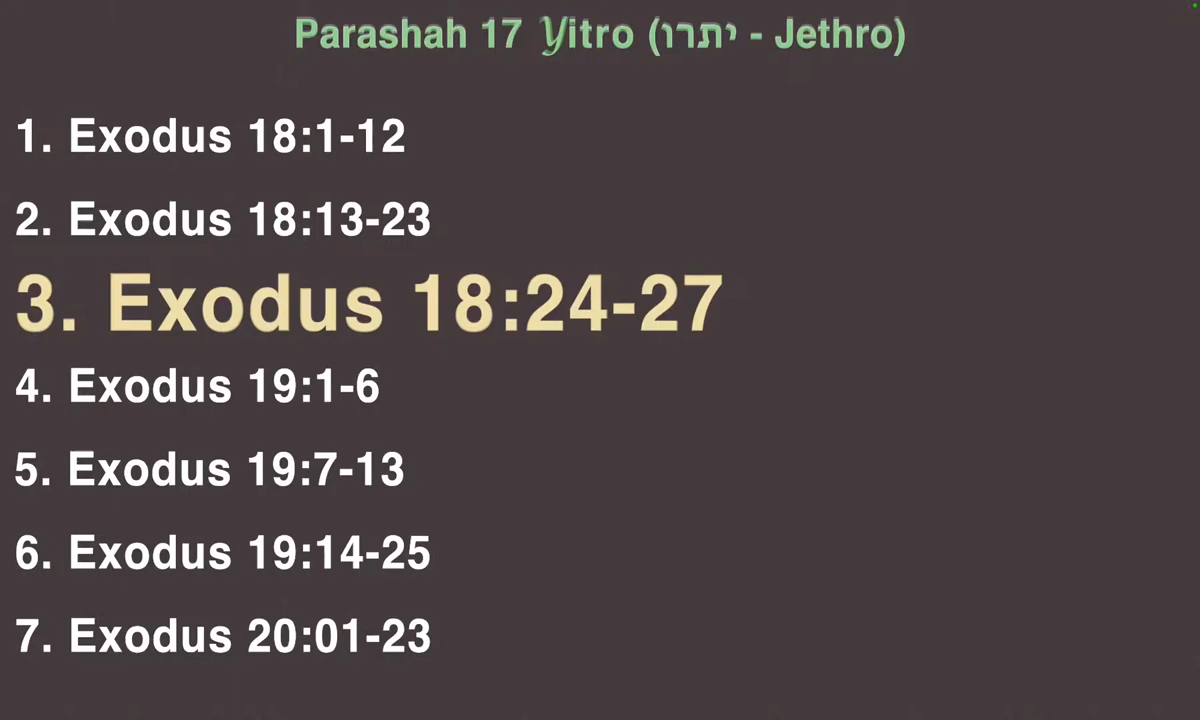 Parashah 17 Yitro (יתרו - Jethro)
1. Exodus 18:1-12
2. Exodus 18:13-23
3. Exodus 18:24-27
4. Exodus 19:1-6
5. Exodus 19:7-13
6. Exodus 19:14-25
7. Exodus 20:01-23